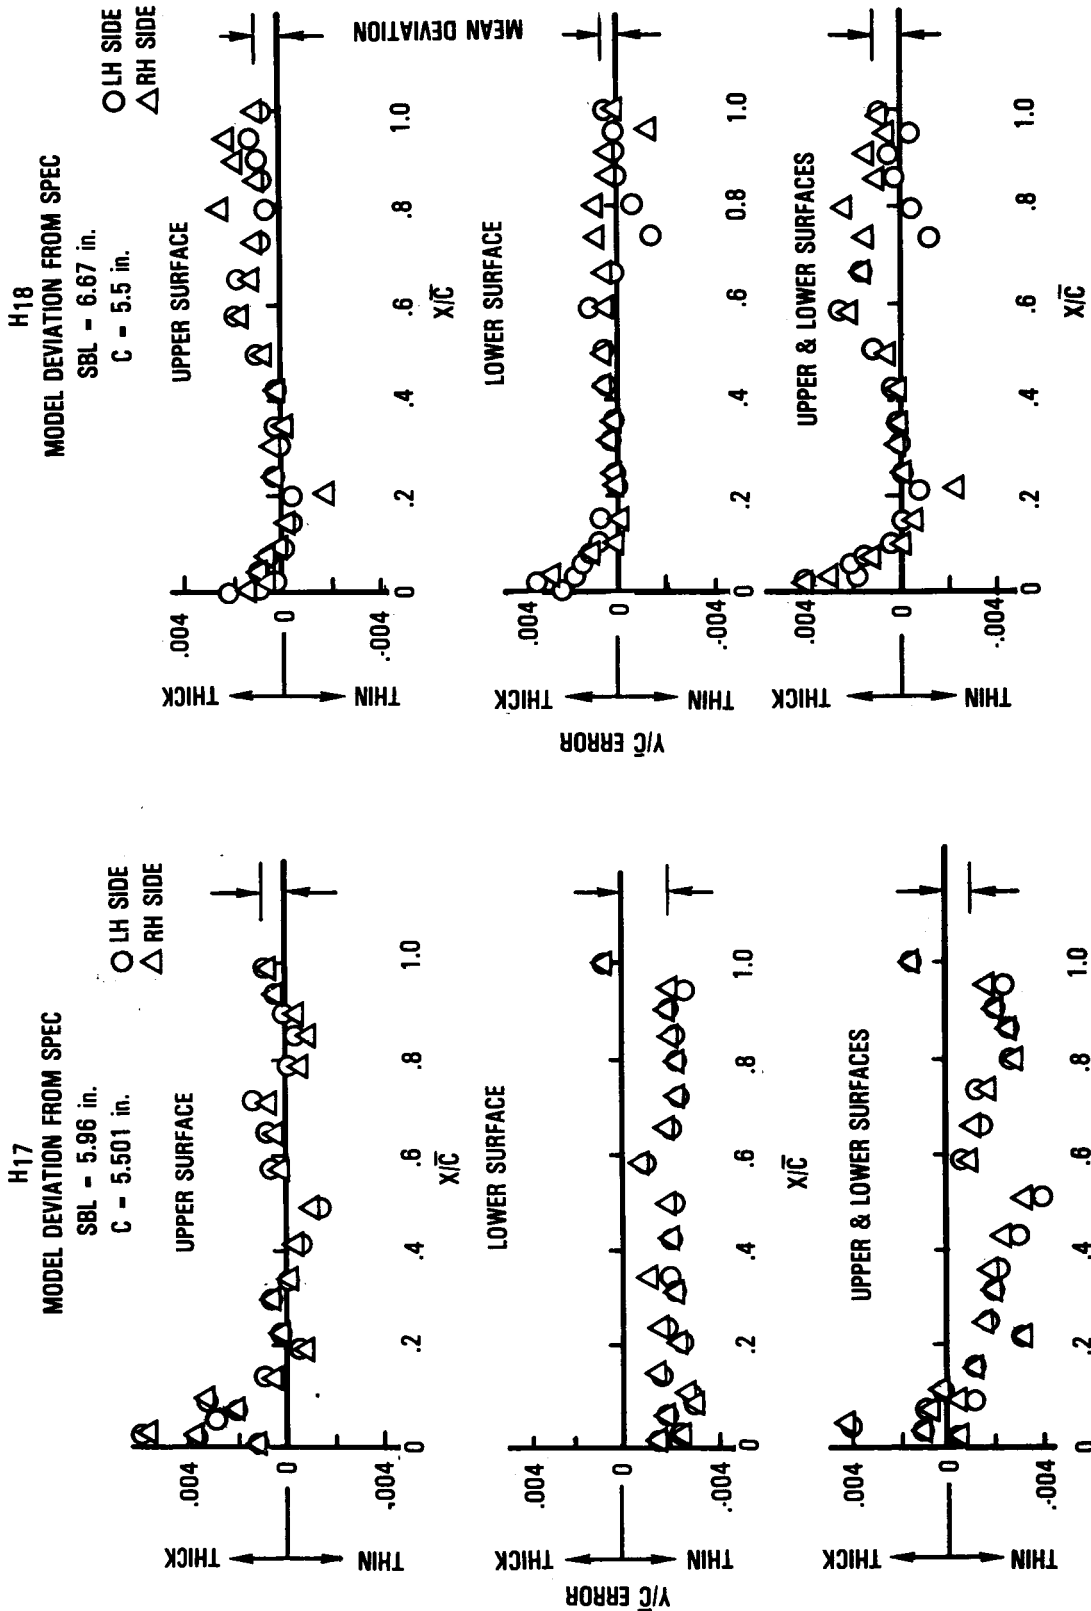 H17
MODEL DEVIATION FROM SPEC
SBL = 5.96 in.
C = 5.501 in.
○ LH SIDE
△ RH SIDE
UPPER SURFACE
.004
0
-.004
THICK
THIN
0
.2
.4
.6
.8
1.0
X/C̅
LOWER SURFACE
.004
0
-.004
THICK
THIN
Y/C̅ ERROR
0
.2
.4
.6
.8
1.0
X/C̅
UPPER & LOWER SURFACES
.004
0
-.004
THICK
THIN
0
.2
.4
.6
.8
1.0
H18
MODEL DEVIATION FROM SPEC
SBL = 6.67 in.
C = 5.5 in.
○ LH SIDE
△ RH SIDE
UPPER SURFACE
.004
0
-.004
THICK
THIN
0
.2
.4
.6
.8
1.0
X/C̅
MEAN DEVIATION
LOWER SURFACE
.004
0
-.004
THICK
THIN
Y/C̅ ERROR
0
.2
.4
.6
0.8
1.0
X/C̅
UPPER & LOWER SURFACES
.004
0
-.004
THICK
THIN
0
.2
.4
.6
.8
1.0
X/C̅